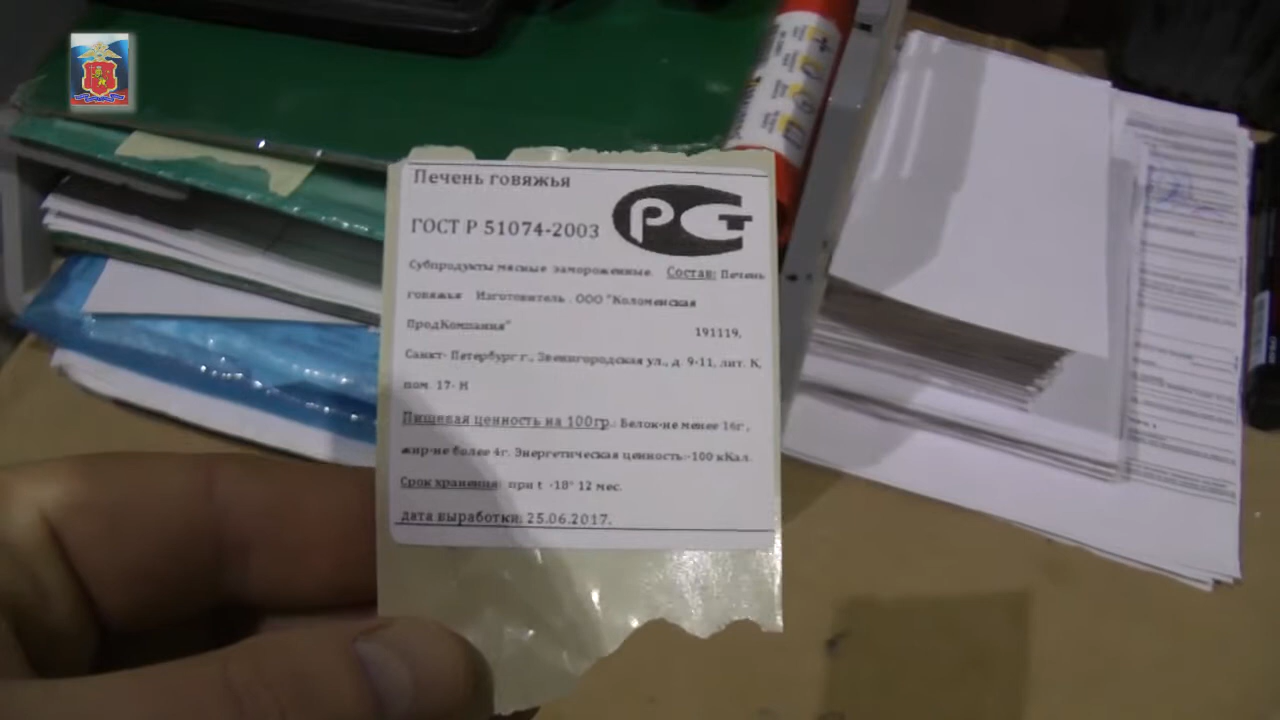 Печень говяжья
ГОСТ Р 51074-2003
РСТ
Субпродукты мясные замороженные. Состав: Печень
говяжья Изготовитель . ООО "Коломенская
ПродКомпания" 191119,
Санкт- Петербург г., Звенигородская ул., д. 9-11, лит. К,
пом. 17- Н
Пищевая ценность на 100гр.: Белок-не менее 16г,
жир-не более 4г. Энергетическая ценность:-100 кКал.
Срок хранения: при t -18° 12 мес.
дата выработки: 25.06.2017.